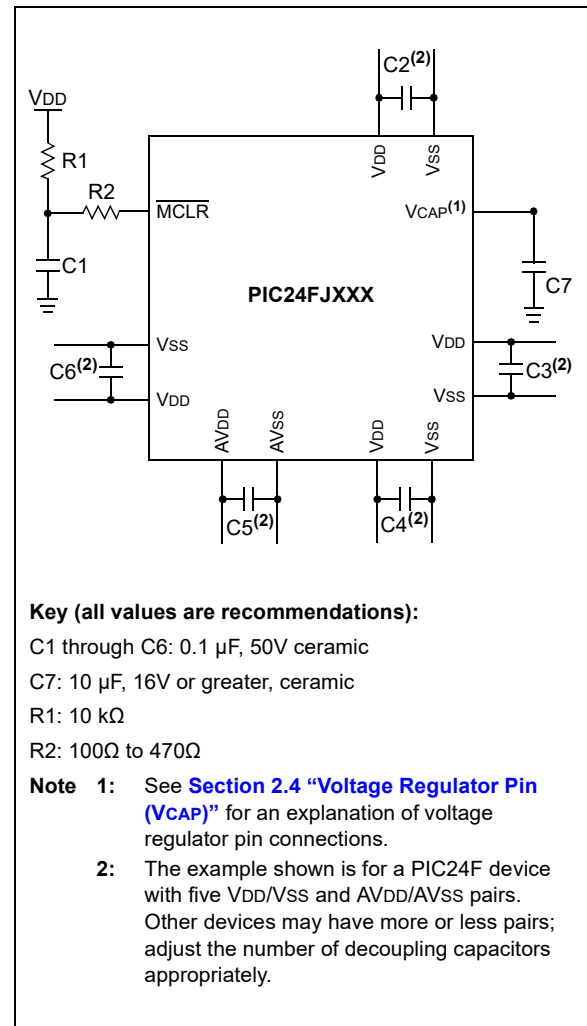 C2(2)
VDD
R1
R2
C1
MCLR
VDD
VSS
VCAP(1)
C7
PIC24FJXXX
VSS
VDD
C6(2)
VDD
VSS
C3(2)
AVDD
AVSS
VDD
VSS
C5(2)
C4(2)
Key (all values are recommendations):
C1 through C6: 0.1 µF, 50V ceramic
C7: 10 µF, 16V or greater, ceramic
R1: 10 kΩ
R2: 100Ω to 470Ω
Note 1: See Section 2.4 “Voltage Regulator Pin
(VCAP)” for an explanation of voltage
regulator pin connections.
2: The example shown is for a PIC24F device
with five VDD/VSS and AVDD/AVSS pairs.
Other devices may have more or less pairs;
adjust the number of decoupling capacitors
appropriately.